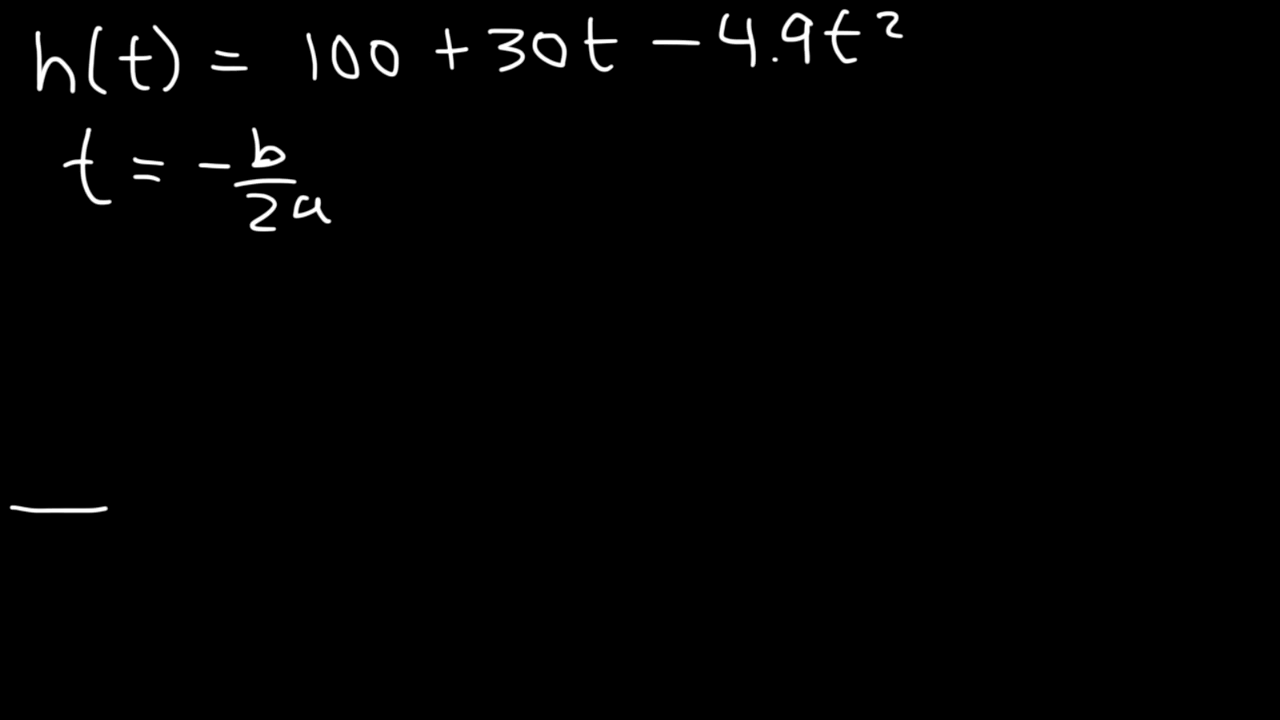 h(t) = 100 + 30t - 4.9t²
t = - b/2a